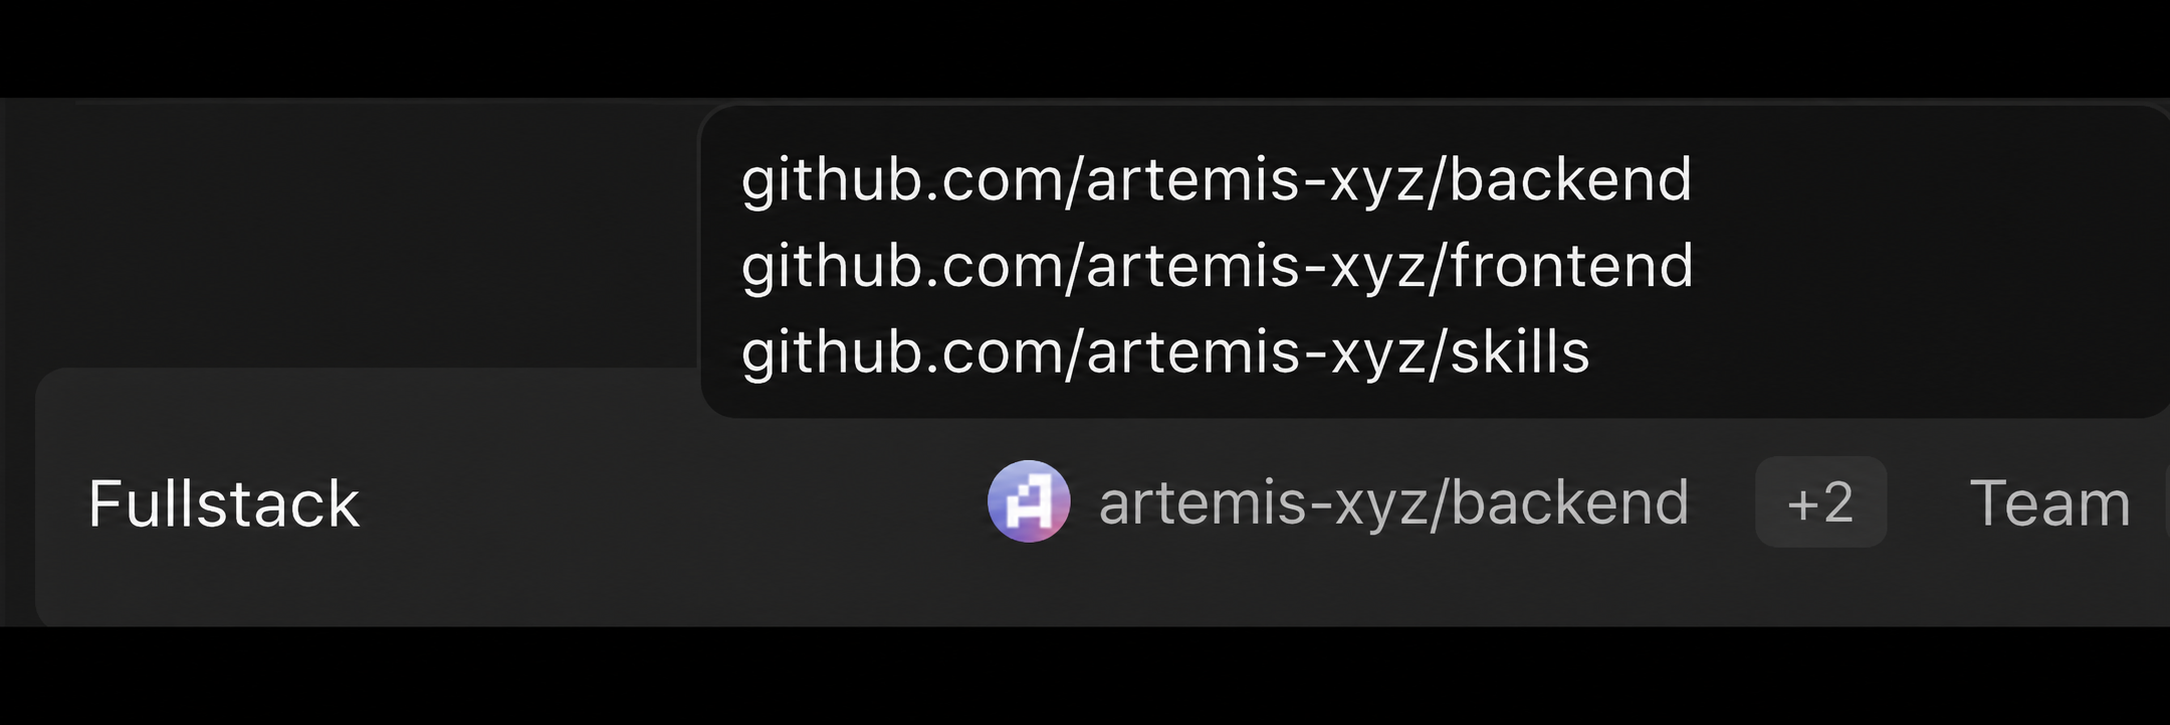 github.com/artemis-xyz/backend
github.com/artemis-xyz/frontend
github.com/artemis-xyz/skills
Fullstack artemis-xyz/backend +2 Team